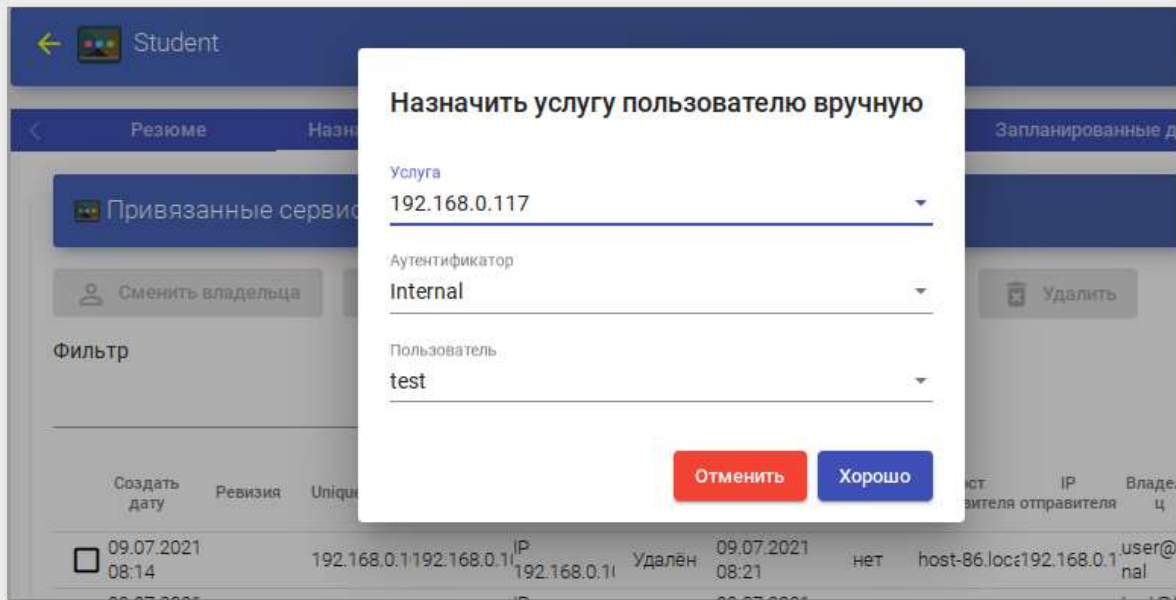 Student
Назначить услугу пользователю вручную
Резюме
Запланированные
Услуга
192.168.0.117
Привязанные
Аутентификатор
Internal
Сменить владельца
Удалить
Фильтр
Пользователь
test
Отменить Хорошо
Создать дату Ревизия IP отправителя
09.07.2021 08:14 IP Удалён 09.07.2021 08:21 нет